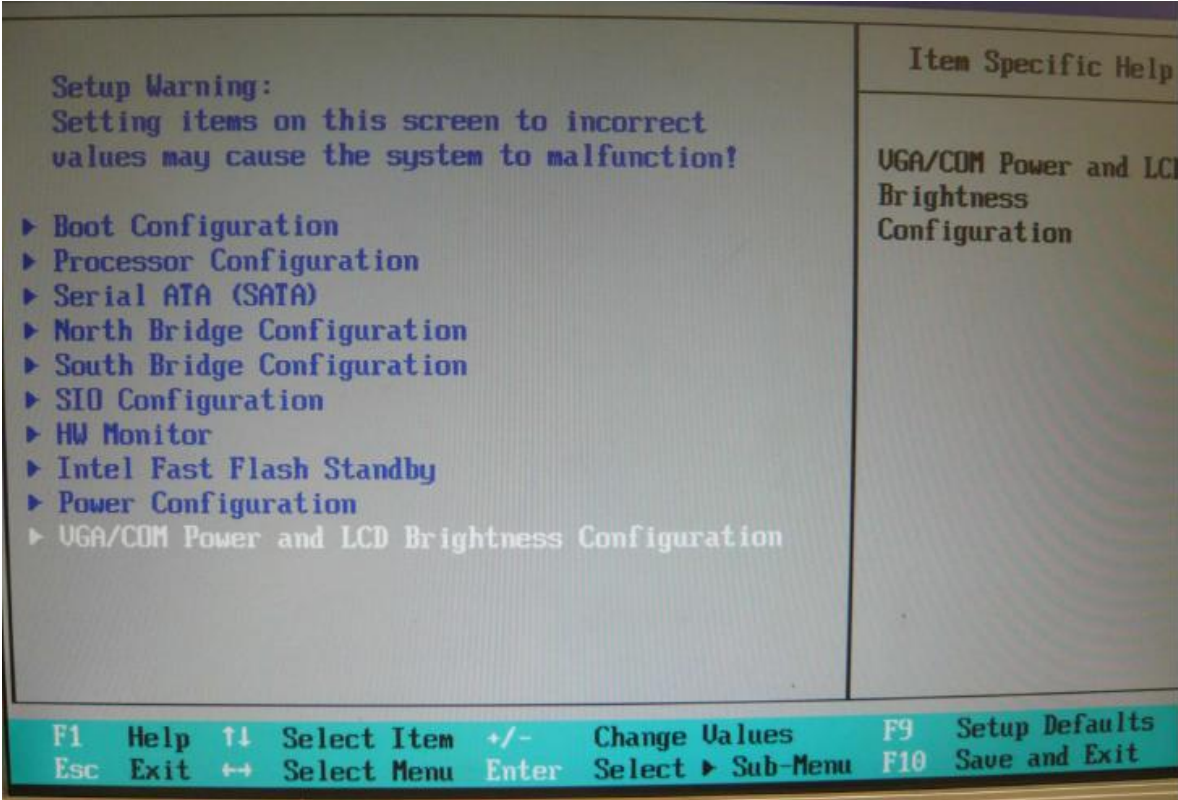 Setup Warning:
Setting items on this screen to incorrect
values may cause the system to malfunction!
▶ Boot Configuration
▶ Processor Configuration
▶ Serial ATA (SATA)
▶ North Bridge Configuration
▶ South Bridge Configuration
▶ SIO Configuration
▶ HW Monitor
▶ Intel Fast Flash Standby
▶ Power Configuration
▶ VGA/COM Power and LCD Brightness Configuration
Item Specific Help
VGA/COM Power and
Brightness
Configuration
F1 Help ↑↓ Select Item +/- Change Values F9 Setup Defaults
Esc Exit ↔ Select Menu Enter Select ▶ Sub-Menu F10 Save and Exit